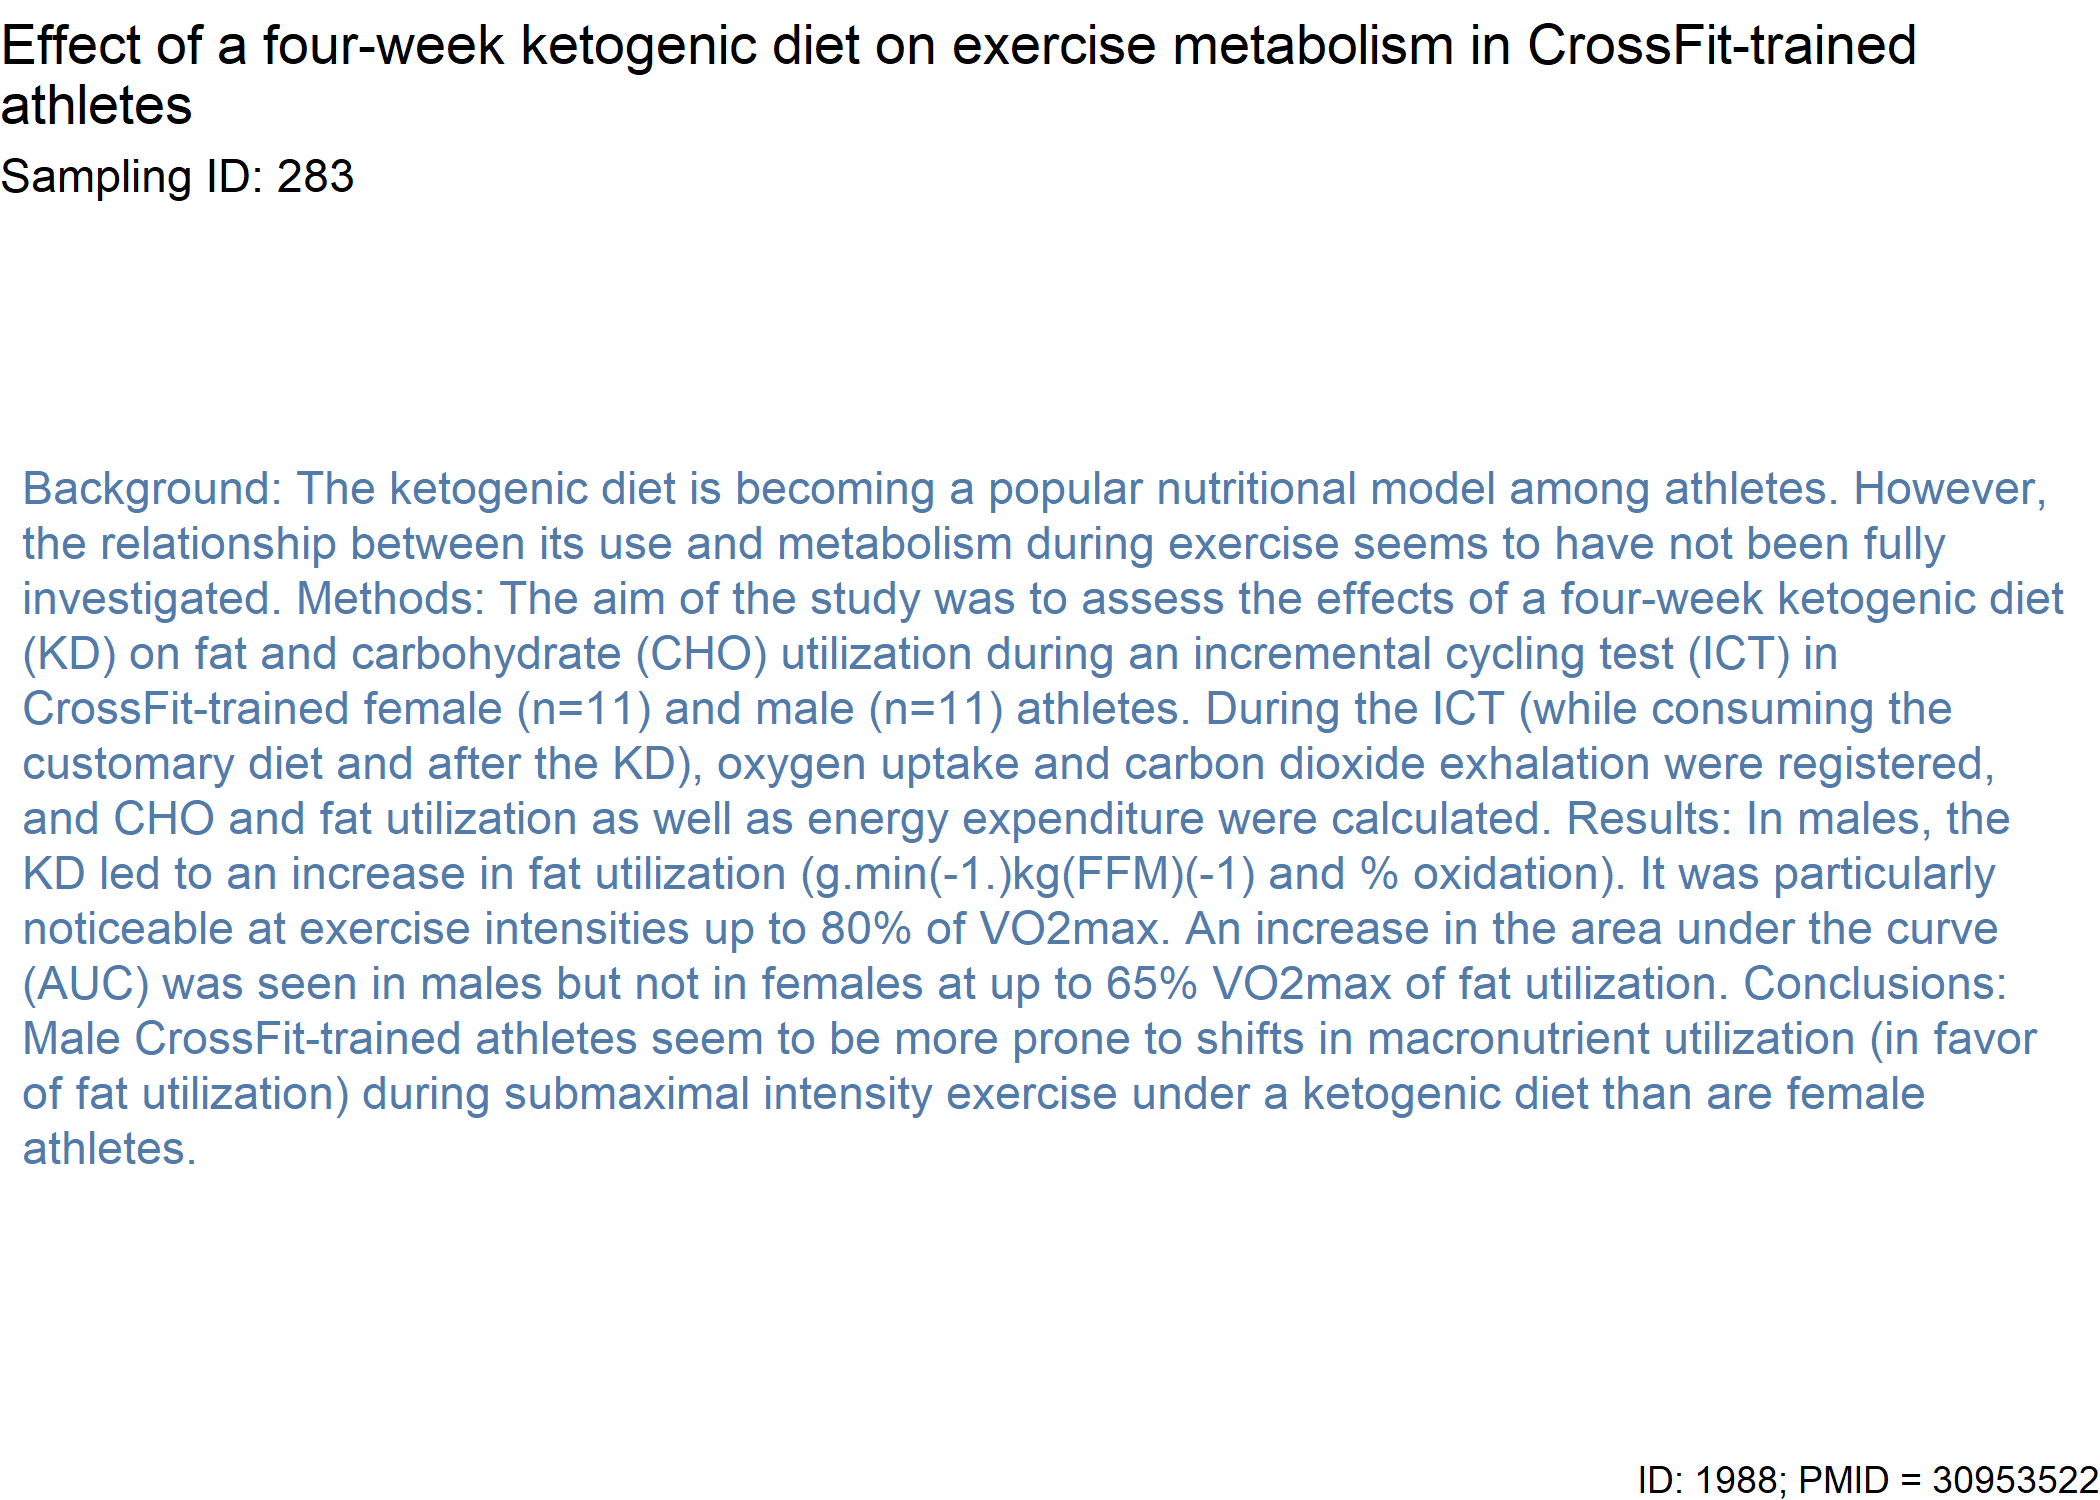 Effect of a four-week ketogenic diet on exercise metabolism in CrossFit-trained
athletes
Sampling ID: 283
Background: The ketogenic diet is becoming a popular nutritional model among athletes. However,
the relationship between its use and metabolism during exercise seems to have not been fully
investigated. Methods: The aim of the study was to assess the effects of a four-week ketogenic diet
(KD) on fat and carbohydrate (CHO) utilization during an incremental cycling test (ICT) in
CrossFit-trained female (n=11) and male (n=11) athletes. During the ICT (while consuming the
customary diet and after the KD), oxygen uptake and carbon dioxide exhalation were registered,
and CHO and fat utilization as well as energy expenditure were calculated. Results: In males, the
KD led to an increase in fat utilization (g.min(-1.)kg(FFM)(-1) and % oxidation). It was particularly
noticeable at exercise intensities up to 80% of VO2max. An increase in the area under the curve
(AUC) was seen in males but not in females at up to 65% VO2max of fat utilization. Conclusions:
Male CrossFit-trained athletes seem to be more prone to shifts in macronutrient utilization (in favor
of fat utilization) during submaximal intensity exercise under a ketogenic diet than are female
athletes.
ID: 1988; PMID = 30953522